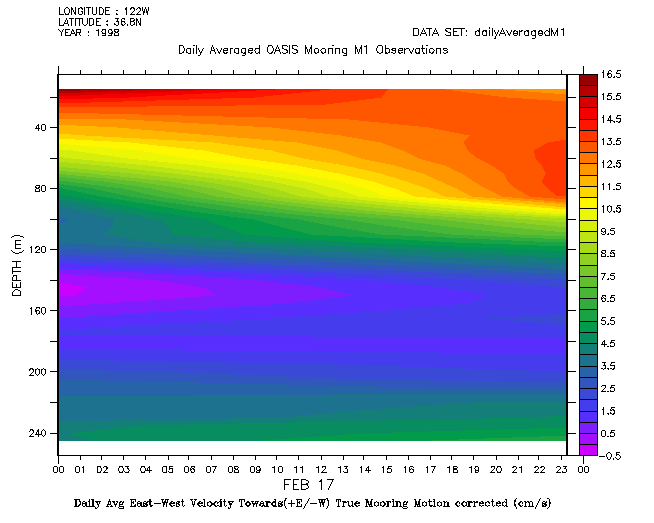 LONGITUDE : 122W
LATITUDE : 36.8N
YEAR : 1998
DATA SET: dailyAveragedM1
Daily Averaged OASIS Mooring M1 Observations
DEPTH (m)
40
80
120
160
200
240
16.5
15.5
14.5
13.5
12.5
11.5
10.5
9.5
8.5
7.5
6.5
5.5
4.5
3.5
2.5
1.5
0.5
-0.5
00 01 02 03 04 05 06 07 08 09 10 11 12 13 14 15 16 17 18 19 20 21 22 23 00
FEB 17
Daily Avg East-West Velocity Towards(+E/-W) True Mooring Motion corrected (cm/s)